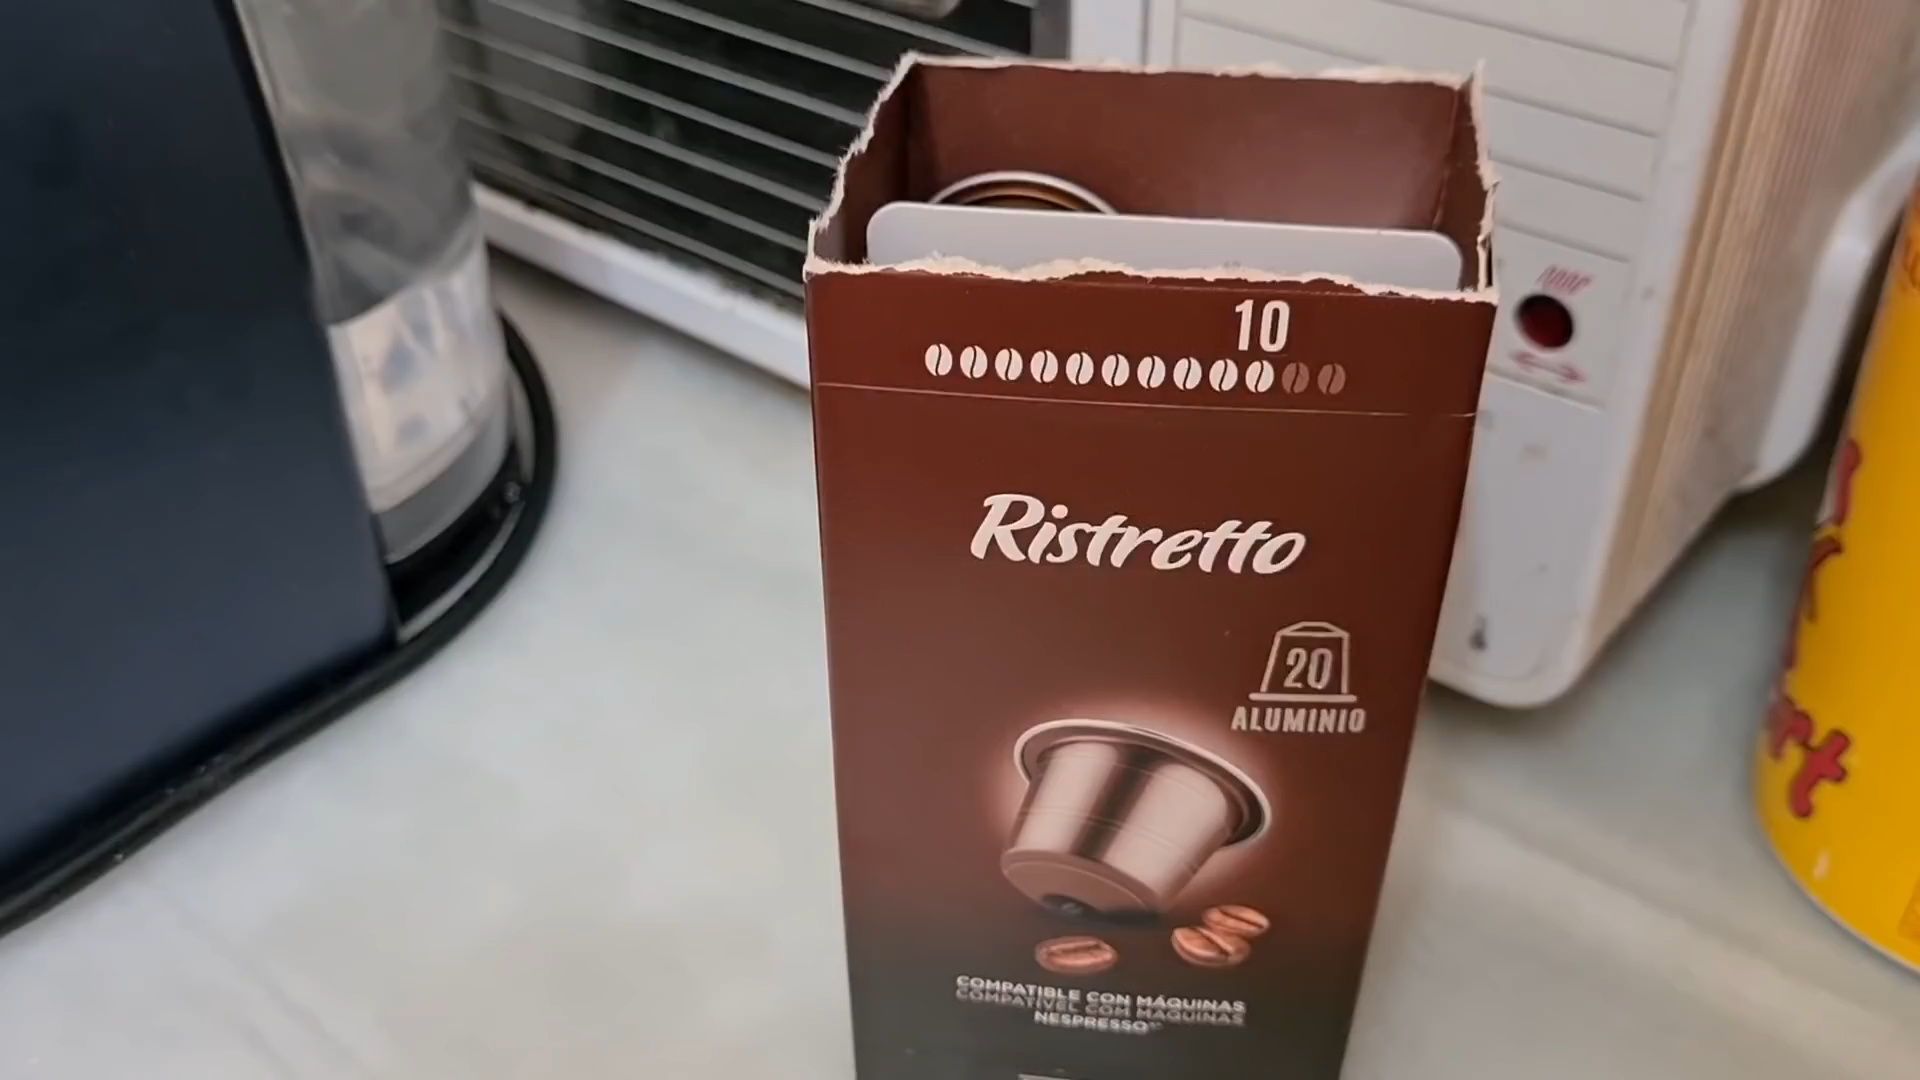 10
Ristretto
20
ALUMINIO
COMPATIBLE CON MÁQUINAS
COMPATÍVEL COM MÁQUINAS
NESPRESSO